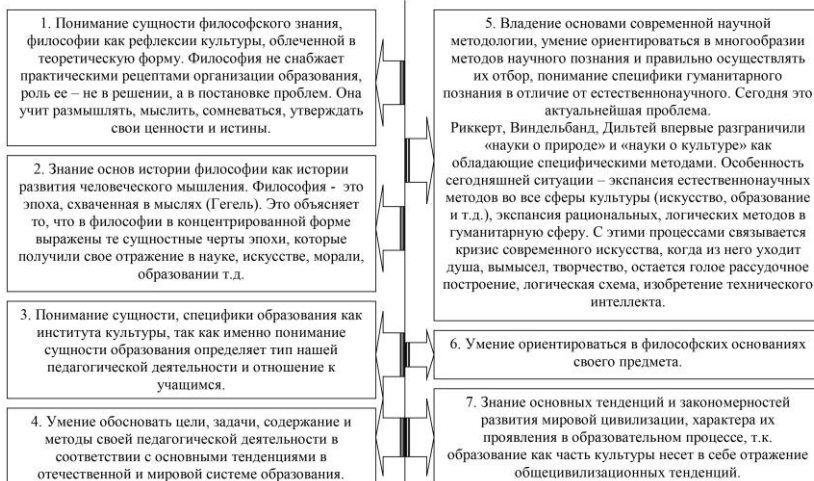 1. Понимание сущности философского знания,
философии как рефлексии культуры, облеченной в
теоретическую форму. Философия не снабжает
практическими рецептами организации образования,
роль ее – не в решении, а в постановке проблем. Она
учит размышлять, мыслить, сомневаться, утверждать
свои ценности и истины.
2. Знание основ истории философии как истории
развития человеческого мышления. Философия - это
эпоха, схваченная в мыслях (Гегель). Это объясняет
то, что в философии в концентрированной форме
выражены те сущностные черты эпохи, которые
получили свое отражение в науке, искусстве, морали,
образовании т.д.
3. Понимание сущности, специфики образования как
института культуры, так как именно понимание
сущности образования определяет тип нашей
педагогической деятельности и отношение к
учащимся.
4. Умение обосновать цели, задачи, содержание и
методы своей педагогической деятельности в
соответствии с основными тенденциями в
отечественной и мировой системе образования.
5. Владение основами современной научной
методологии, умение ориентироваться в многообразии
методов научного познания и правильно осуществлять
их отбор, понимание специфики гуманитарного
познания в отличие от естественнонаучного. Сегодня это
актуальнейшая проблема.
Риккерт, Виндельбанд, Дильтей впервые разграничили
«науки о природе» и «науки о культуре» как
обладающие специфическими методами. Особенность
сегодняшней ситуации – экспансия естественнонаучных
методов во все сферы культуры (искусство, образование
и т.д.), экспансия рациональных, логических методов в
гуманитарную сферу. С этими процессами связывается
кризис современного искусства, когда из него уходит
душа, вымысел, творчество, остается голое рассудочное
построение, логическая схема, изобретение технического
интеллекта.
6. Умение ориентироваться в философских основаниях
своего предмета.
7. Знание основных тенденций и закономерностей
развития мировой цивилизации, характера их
проявления в образовательном процессе, т.к.
образование как часть культуры несет в себе отражение
общецивилизационных тенденций.